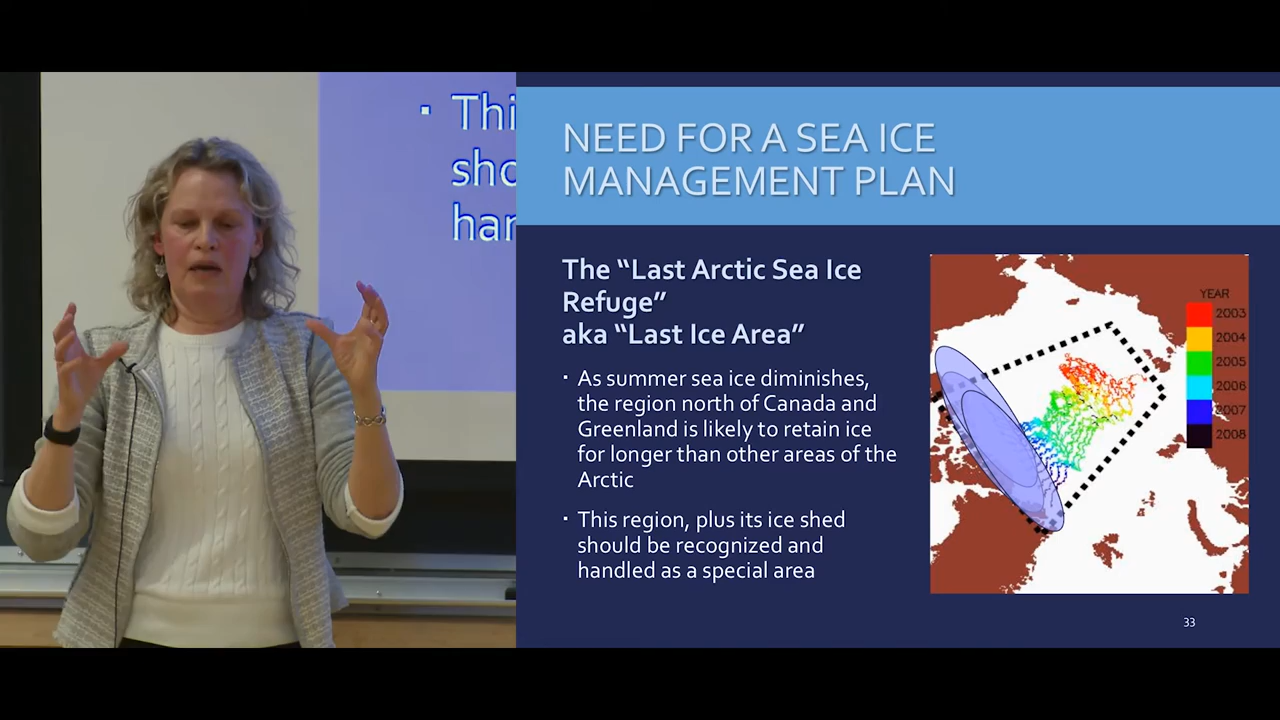 ▪ Thi
sho
har
NEED FOR A SEA ICE
MANAGEMENT PLAN
The “Last Arctic Sea Ice
Refuge”
aka “Last Ice Area”
▪ As summer sea ice diminishes,
the region north of Canada and
Greenland is likely to retain ice
for longer than other areas of the
Arctic
▪ This region, plus its ice shed
should be recognized and
handled as a special area
YEAR
2003
2004
2005
2006
2007
2008
33